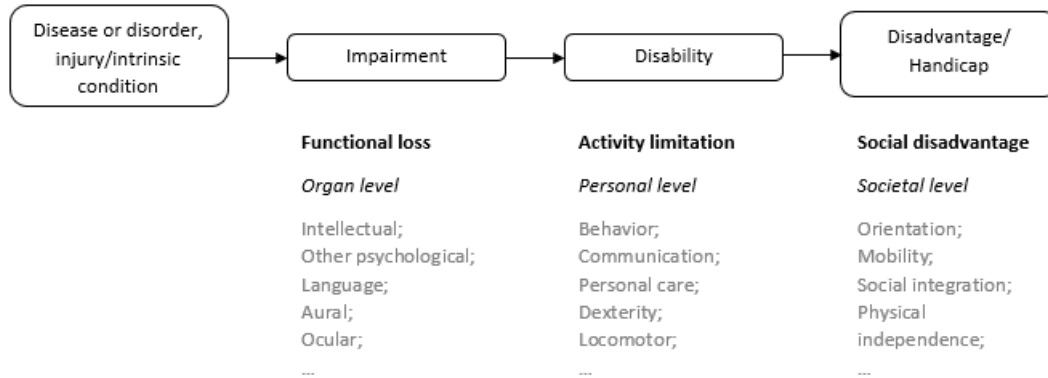 Disease or disorder,
injury/intrinsic
condition
Impairment
Disability
Disadvantage/
Handicap
Functional loss
Organ level
Intellectual;
Other psychological;
Language;
Aural;
Ocular;
...
Activity limitation
Personal level
Behavior;
Communication;
Personal care;
Dexterity;
Locomotor;
...
Social disadvantage
Societal level
Orientation;
Mobility;
Social integration;
Physical
independence;
...